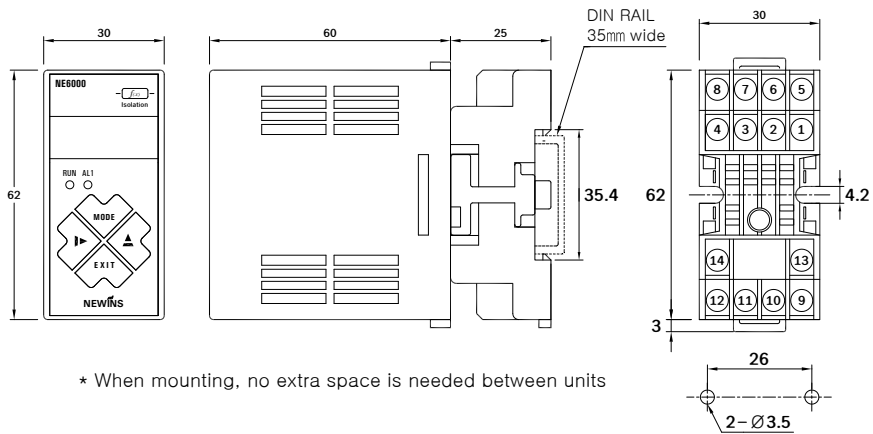 30
60
25
DIN RAIL
35mm wide
30
NE6000
f(x)
Isolation
RUN AL1
MODE
EXIT
NEWINS
62
35.4
62
4.2
3
8 7 6 5
4 3 2 1
14 13
12 11 10 9
26
2-Ø3.5
* When mounting, no extra space is needed between units